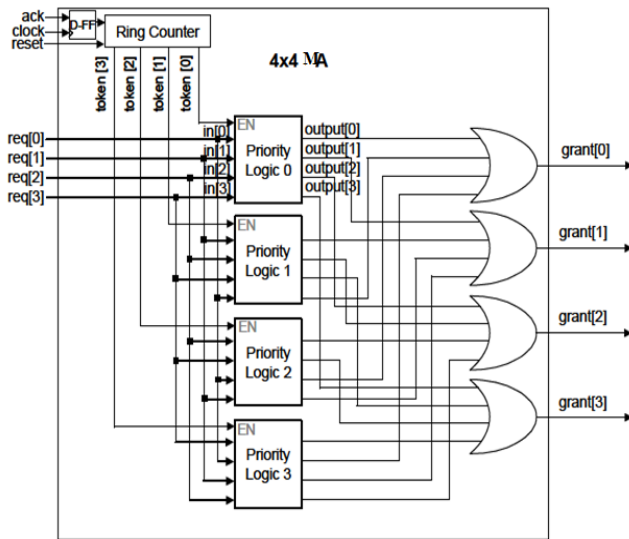 ack
clock
reset
D-FF
Ring Counter
token [3]
token [2]
token [1]
token [0]
4x4 MA
req[0]
req[1]
req[2]
req[3]
EN
in[0]
in[1]
in[2]
in[3]
Priority
Logic 0
output[0]
output[1]
output[2]
output[3]
grant[0]
EN
Priority
Logic 1
grant[1]
EN
Priority
Logic 2
grant[2]
EN
Priority
Logic 3
grant[3]